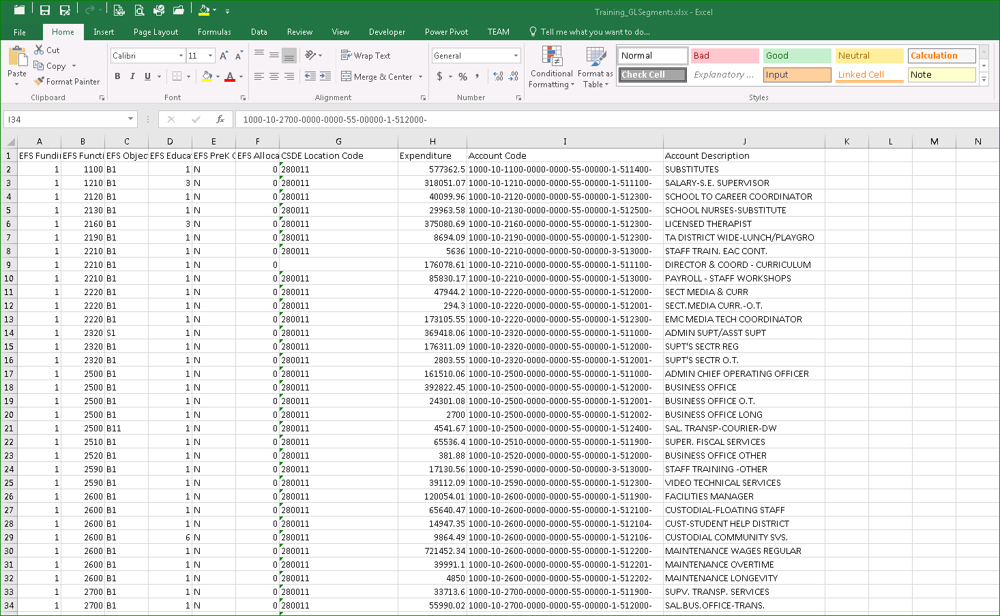 Training_GLSegments.xlsx - Excel
File Home Insert Page Layout Formulas Data Review View Developer Power Pivot TEAM Tell me what you want to do...
Paste
Cut
Copy
Format Painter
Clipboard
Calibri 11
B I U
Font
Wrap Text
Merge & Center
Alignment
General
$ % ,
Number
Conditional Formatting
Format as Table
Normal Bad Good Neutral Calculation
Check Cell Explanatory ... Input Linked Cell Note
Styles
I34 fx 1000-10-2700-0000-0000-55-00000-1-512000-
A B C D E F G H I J K L M N
1 EFS Fundi EFS Functi EFS Objec EFS Educa EFS PreK C EFS Alloca CSDE Location Code Expenditure Account Code Account Description
2 1 1100 B1 1 N 0 280011 577362.5 1000-10-1100-0000-0000-55-00000-1-511400- SUBSTITUTES
3 1 1210 B1 3 N 0 280011 318051.07 1000-10-1210-0000-0000-55-00000-1-511100- SALARY-S.E. SUPERVISOR
4 1 2120 B1 1 N 0 280011 40099.96 1000-10-2120-0000-0000-55-00000-1-512300- SCHOOL TO CAREER COORDINATOR
5 1 2130 B1 1 N 0 280011 29963.58 1000-10-2130-0000-0000-55-00000-1-512500- SCHOOL NURSES-SUBSTITUTE
6 1 2160 B1 3 N 0 280011 375080.69 1000-10-2160-0000-0000-55-00000-1-512300- LICENSED THERAPIST
7 1 2190 B1 1 N 0 280011 8694.09 1000-10-2190-0000-0000-55-00000-1-512300- TA DISTRICT WIDE-LUNCH/PLAYGRO
8 1 2210 B1 1 N 0 280011 5636 1000-10-2210-0000-0000-50-00000-3-513000- STAFF TRAIN. EAC CONT.
9 1 2210 B1 1 N 0 176078.61 1000-10-2210-0000-0000-55-00000-1-511100- DIRECTOR & COORD - CURRICULUM
10 1 2210 B1 1 N 0 280011 85830.17 1000-10-2210-0000-0000-55-00000-1-513000- PAYROLL - STAFF WORKSHOPS
11 1 2220 B1 1 N 0 280011 47944.2 1000-10-2220-0000-0000-55-00000-1-512000- SECT MEDIA & CURR
12 1 2220 B1 1 N 0 280011 294.3 1000-10-2220-0000-0000-55-00000-1-512001- SECT.MEDIA CURR.-O.T.
13 1 2220 B1 1 N 0 280011 173105.55 1000-10-2220-0000-0000-55-00000-1-512300- EMC MEDIA TECH COORDINATOR
14 1 2320 S1 1 N 0 280011 369418.06 1000-10-2320-0000-0000-55-00000-1-511000- ADMIN SUPT/ASST SUPT
15 1 2320 B1 1 N 0 280011 176311.09 1000-10-2320-0000-0000-55-00000-1-512000- SUPT'S SECTR REG
16 1 2320 B1 1 N 0 280011 2803.55 1000-10-2320-0000-0000-55-00000-1-512001- SUPT'S SECTR O.T.
17 1 2500 B1 1 N 0 280011 161510.06 1000-10-2500-0000-0000-55-00000-1-511000- ADMIN CHIEF OPERATING OFFICER
18 1 2500 B1 1 N 0 280011 392822.45 1000-10-2500-0000-0000-55-00000-1-512000- BUSINESS OFFICE
19 1 2500 B1 1 N 0 280011 24301.08 1000-10-2500-0000-0000-55-00000-1-512001- BUSINESS OFFICE O.T.
20 1 2500 B1 1 N 0 280011 2700 1000-10-2500-0000-0000-55-00000-1-512002- BUSINESS OFFICE LONG
21 1 2500 B11 1 N 0 280011 4541.67 1000-10-2500-0000-0000-55-00000-1-512400- SAL. TRANSP-COURIER-DW
22 1 2510 B1 1 N 0 280011 65536.4 1000-10-2510-0000-0000-55-00000-1-511900- SUPER. FISCAL SERVICES
23 1 2520 B1 1 N 0 280011 381.88 1000-10-2520-0000-0000-55-00000-1-512000- BUSINESS OFFICE OTHER
24 1 2590 B1 1 N 0 280011 17130.56 1000-10-2590-0000-0000-50-00000-3-513000- STAFF TRAINING -OTHER
25 1 2590 B1 1 N 0 280011 39112.09 1000-10-2590-0000-0000-55-00000-1-512300- VIDEO TECHNICAL SERVICES
26 1 2600 B1 1 N 0 280011 120054.01 1000-10-2600-0000-0000-55-00000-1-511900- FACILITIES MANAGER
27 1 2600 B1 1 N 0 280011 65640.47 1000-10-2600-0000-0000-55-00000-1-512100- CUSTODIAL-FLOATING STAFF
28 1 2600 B1 1 N 0 280011 14947.35 1000-10-2600-0000-0000-55-00000-1-512104- CUST-STUDENT HELP DISTRICT
29 1 2600 B1 6 N 0 280011 9864.49 1000-10-2600-0000-0000-55-00000-1-512106- CUSTODIAL COMMUNITY SVS.
30 1 2600 B1 1 N 0 280011 721452.34 1000-10-2600-0000-0000-55-00000-1-512200- MAINTENANCE WAGES REGULAR
31 1 2600 B1 1 N 0 280011 39991.1 1000-10-2600-0000-0000-55-00000-1-512201- MAINTENANCE OVERTIME
32 1 2600 B1 1 N 0 280011 4850 1000-10-2600-0000-0000-55-00000-1-512202- MAINTENANCE LONGEVITY
33 1 2700 B1 1 N 0 280011 33713.6 1000-10-2700-0000-0000-55-00000-1-511900- SUPV. TRANSP. SERVICES
34 1 2700 B1 1 N 0 280011 55990.02 1000-10-2700-0000-0000-55-00000-1-512000- SAL.BUS.OFFICE-TRANS.